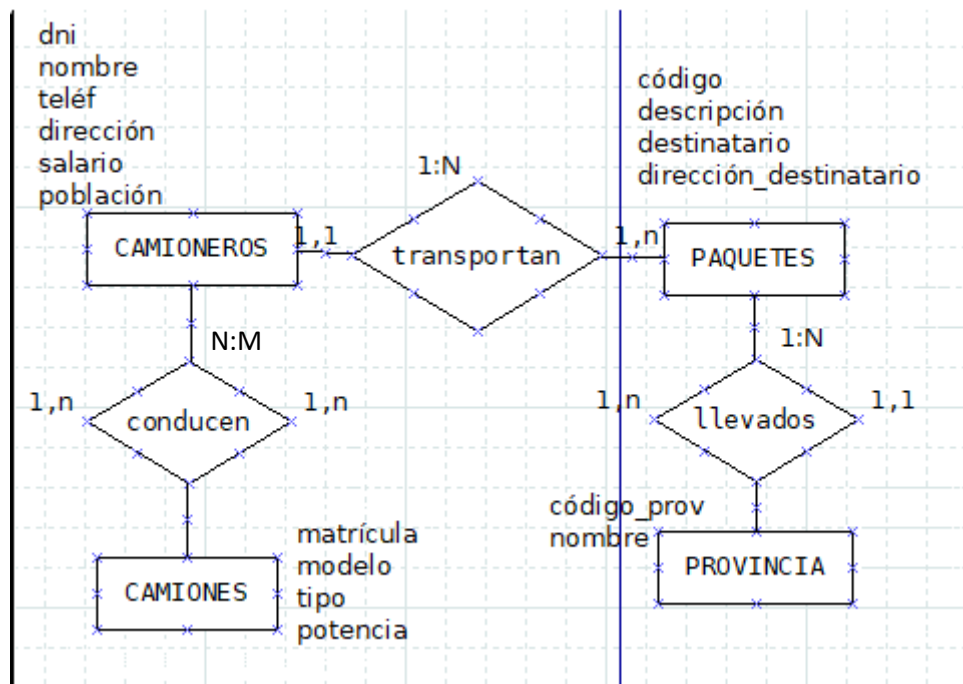 dni
nombre
teléf
dirección
salario
población
código
descripción
destinatario
dirección_destinatario
1:N
CAMIONEROS
1,1
transportan
1,n
PAQUETES
N:M
1:N
1,n
conducen
1,n
1,n
llevados
1,1
CAMIONES
matrícula
modelo
tipo
potencia
código_prov
nombre
PROVINCIA